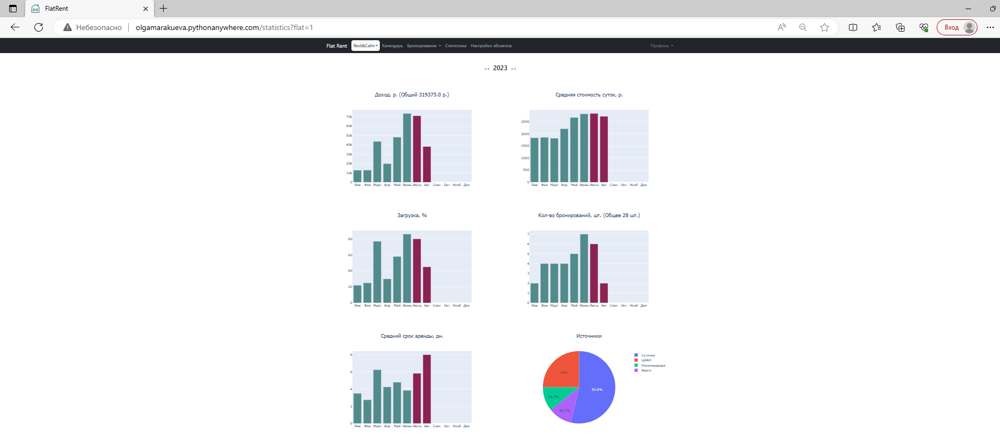 FlatRent
Небезопасно olgamarakueva.pythonanywhere.com/statistics?flat=1
Вход
Flat Rent Rest&Calm Календарь Бронирование Статистика Настройки объектов Профиль
<< 2023 >>
Доход, р. (Общий 319375.0 р.)
70k
60k
50k
40k
30k
20k
10k
0
Янв Фев Март Апр Май Июнь Июль Авг Сент Окт Нояб Дек
Средняя стоимость суток, р.
2500
2000
1500
1000
500
0
Янв Фев Март Апр Май Июнь Июль Авг Сент Окт Нояб Дек
Загрузка, %
80
60
40
20
0
Янв Фев Март Апр Май Июнь Июль Авг Сент Окт Нояб Дек
Кол-во бронирований, шт. (Общее 28 шт.)
7
6
5
4
3
2
1
0
Янв Фев Март Апр Май Июнь Июль Авг Сент Окт Нояб Дек
Средний срок аренды, дн.
8
6
4
2
0
Янв Фев Март Апр Май Июнь Июль Авг Сент Окт Нояб Дек
Источники
25%
53.6%
10.7%
10.7%
Суточно
ЦИАН
Рекомендация
Авито